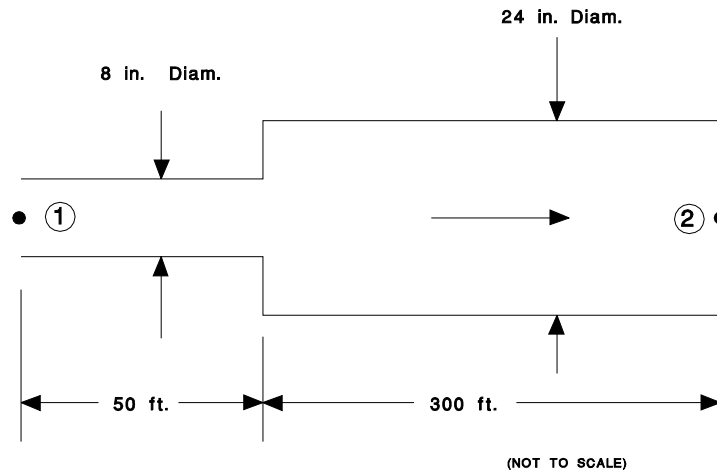 24 in. Diam.
8 in. Diam.
1
2
50 ft.
300 ft.
(NOT TO SCALE)